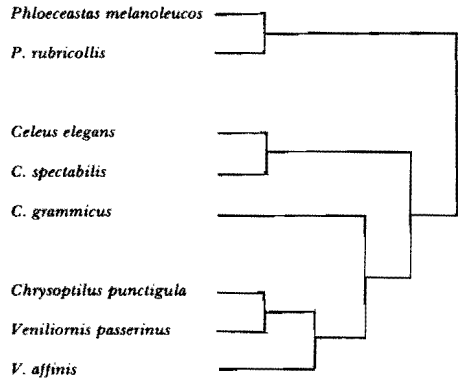 Phloeceastas melanoleucos
P. rubricollis
Celeus elegans
C. spectabilis
C. grammicus
Chrysoptilus punctigula
Veniliornis passerinus
V. affinis